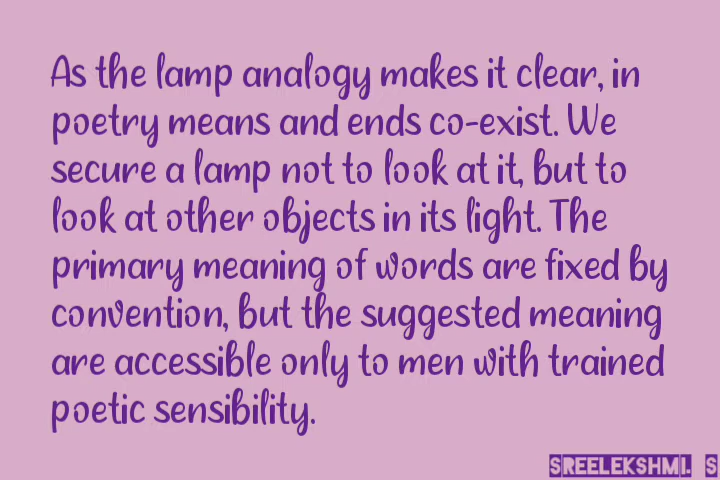 As the lamp analogy makes it clear, in
poetry means and ends co-exist. We
secure a lamp not to look at it, but to
look at other objects in its light. The
primary meaning of words are fixed by
convention, but the suggested meaning
are accessible only to men with trained
poetic sensibility.
SREELEKSHMI. S